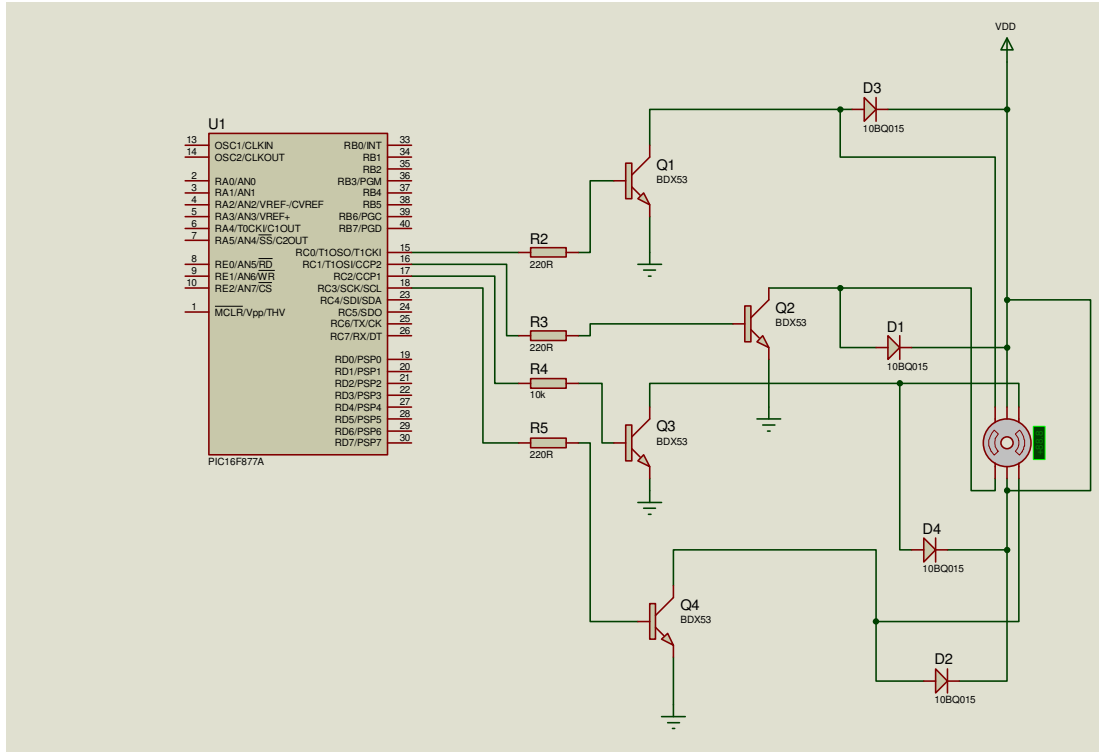 VDD
D3
10BQ015
U1
13 OSC1/CLKIN RB0/INT 33
14 OSC2/CLKOUT RB1 34
RB2 35
2 RA0/AN0 RB3/PGM 36
3 RA1/AN1 RB4 37
4 RA2/AN2/VREF-/CVREF RB5 38
5 RA3/AN3/VREF+ RB6/PGC 39
6 RA4/T0CKI/C1OUT RB7/PGD 40
7 RA5/AN4/SS/C2OUT
RC0/T1OSO/T1CKI 15
8 RE0/AN5/RD RC1/T1OSI/CCP2 16
9 RE1/AN6/WR RC2/CCP1 17
10 RE2/AN7/CS RC3/SCK/SCL 18
RC4/SDI/SDA 23
1 MCLR/Vpp/THV RC5/SDO 24
RC6/TX/CK 25
RC7/RX/DT 26
RD0/PSP0 19
RD1/PSP1 20
RD2/PSP2 21
RD3/PSP3 22
RD4/PSP4 27
RD5/PSP5 28
RD6/PSP6 29
RD7/PSP7 30
PIC16F877A
Q1
BDX53
R2
220R
Q2
BDX53
R3
220R
D1
10BQ015
R4
10k
Q3
BDX53
R5
220R
D4
10BQ015
Q4
BDX53
D2
10BQ015